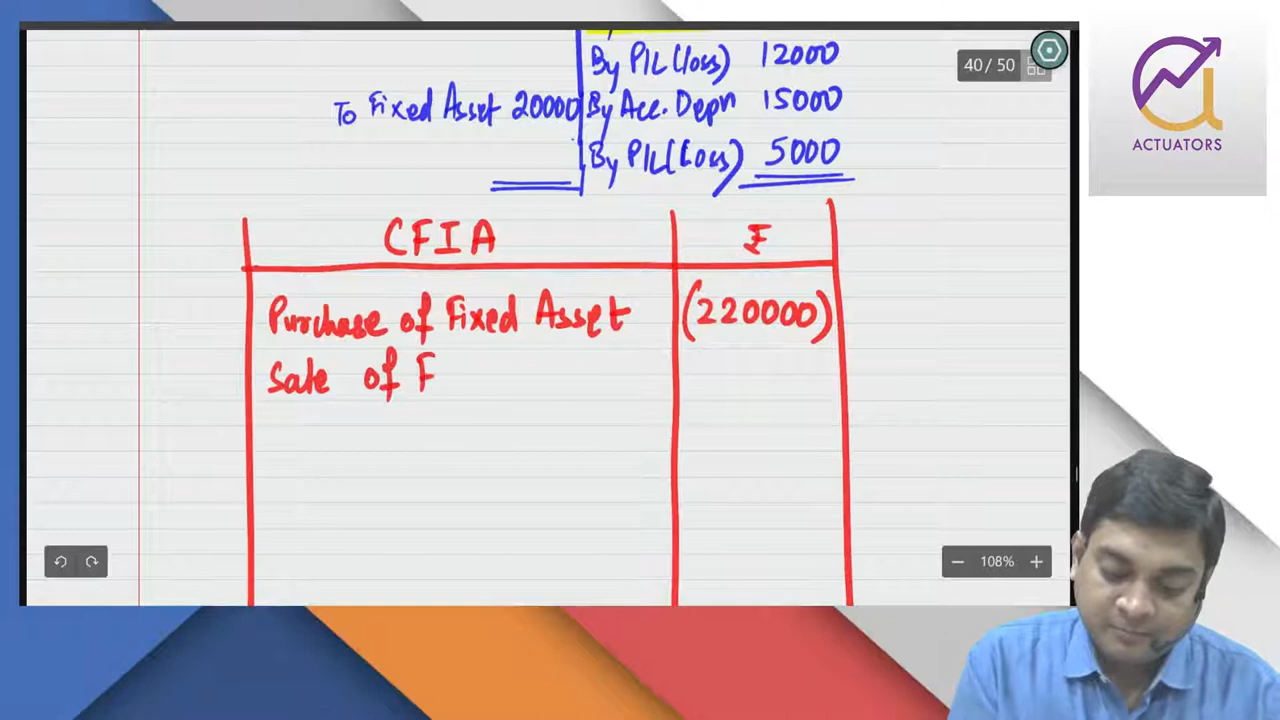 By P/L (loss) 12000
To Fixed Asset 20000 By Acc. Depn 15000
By P/L (Loss) 5000
CFIA ₹
Purchase of Fixed Asset (220000)
Sale of F
40 / 50
108%
ACTUATORS